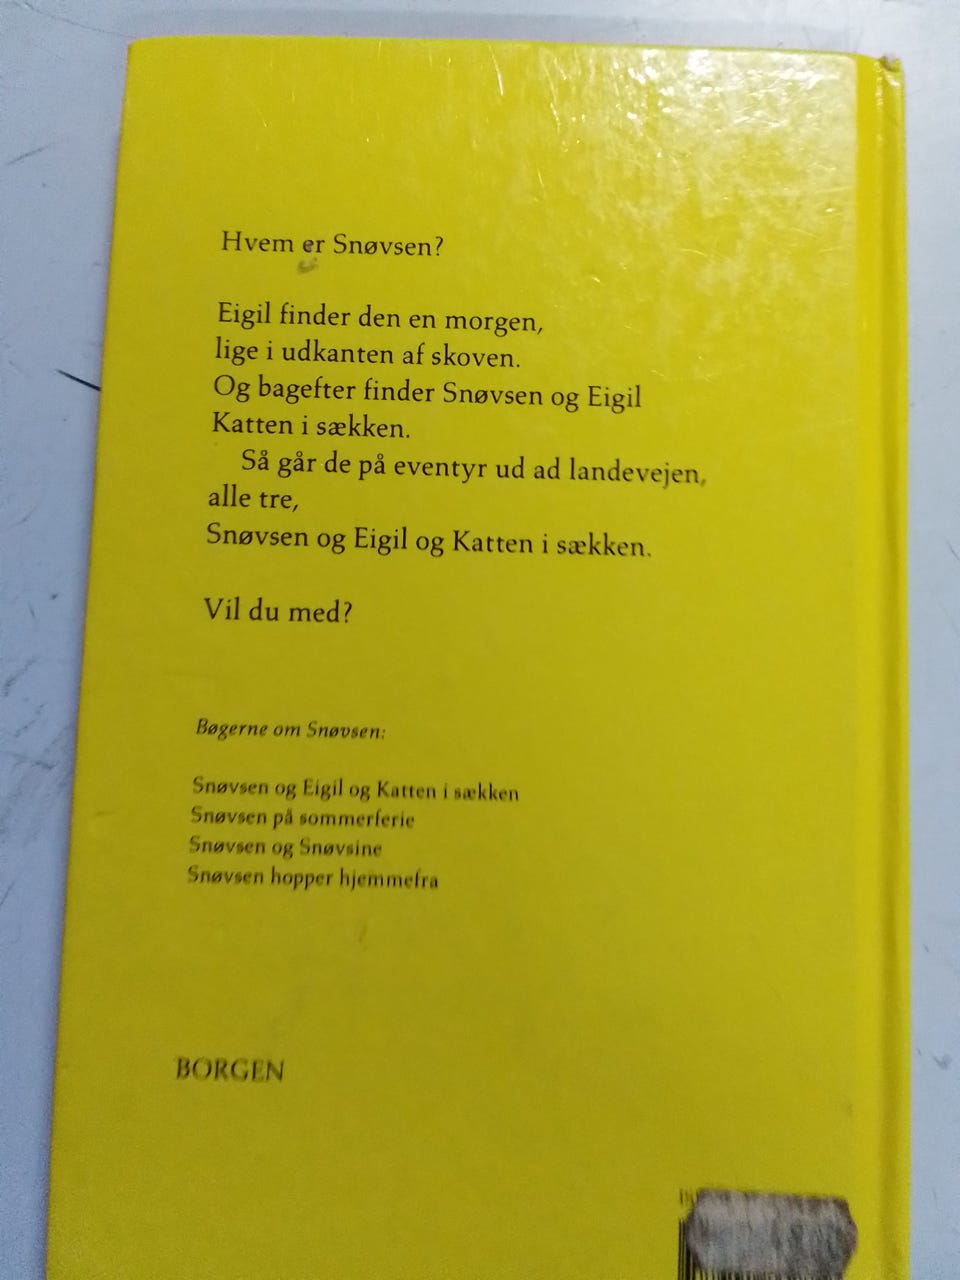 Hvem er Snøvsen?
Eigil finder den en morgen,
lige i udkanten af skoven.
Og bagefter finder Snøvsen og Eigil
Katten i sækken.
Så går de på eventyr ud ad landevejen,
alle tre,
Snøvsen og Eigil og Katten i sækken.
Vil du med?
Bøgerne om Snøvsen:
Snøvsen og Eigil og Katten i sækken
Snøvsen på sommerferie
Snøvsen og Snøvsine
Snøvsen hopper hjemmefra
BORGEN